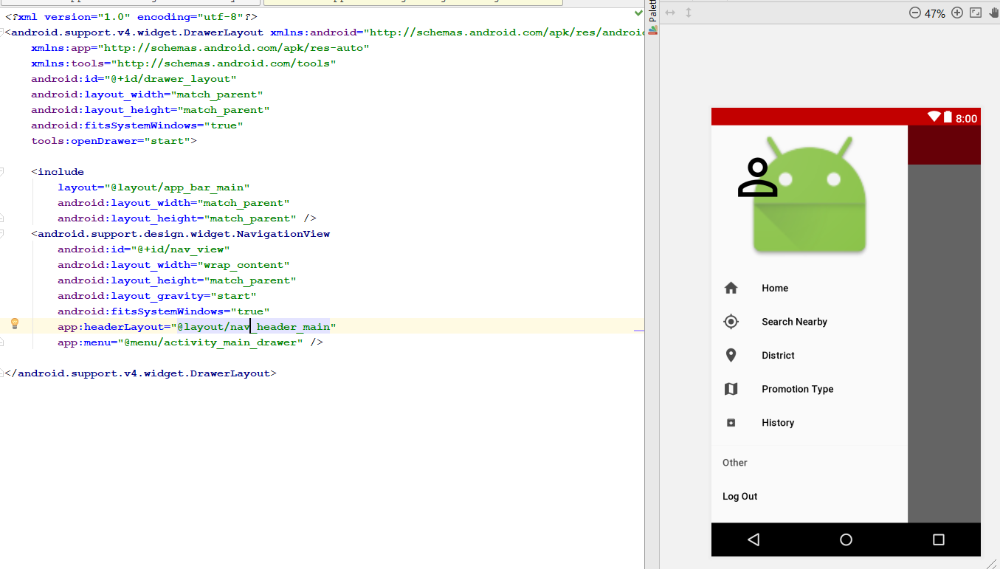 <?xml version="1.0" encoding="utf-8"?>
<android.support.v4.widget.DrawerLayout xmlns:android="http://schemas.android.com/apk/res/android
xmlns:app="http://schemas.android.com/apk/res-auto"
xmlns:tools="http://schemas.android.com/tools"
android:id="@+id/drawer_layout"
android:layout_width="match_parent"
android:layout_height="match_parent"
android:fitsSystemWindows="true"
tools:openDrawer="start">
<include
layout="@layout/app_bar_main"
android:layout_width="match_parent"
android:layout_height="match_parent" />
<android.support.design.widget.NavigationView
android:id="@+id/nav_view"
android:layout_width="wrap_content"
android:layout_height="match_parent"
android:layout_gravity="start"
android:fitsSystemWindows="true"
app:headerLayout="@layout/nav_header_main"
app:menu="@menu/activity_main_drawer" />
</android.support.v4.widget.DrawerLayout>
47%
8:00
Home
Search Nearby
District
Promotion Type
History
Other
Log Out